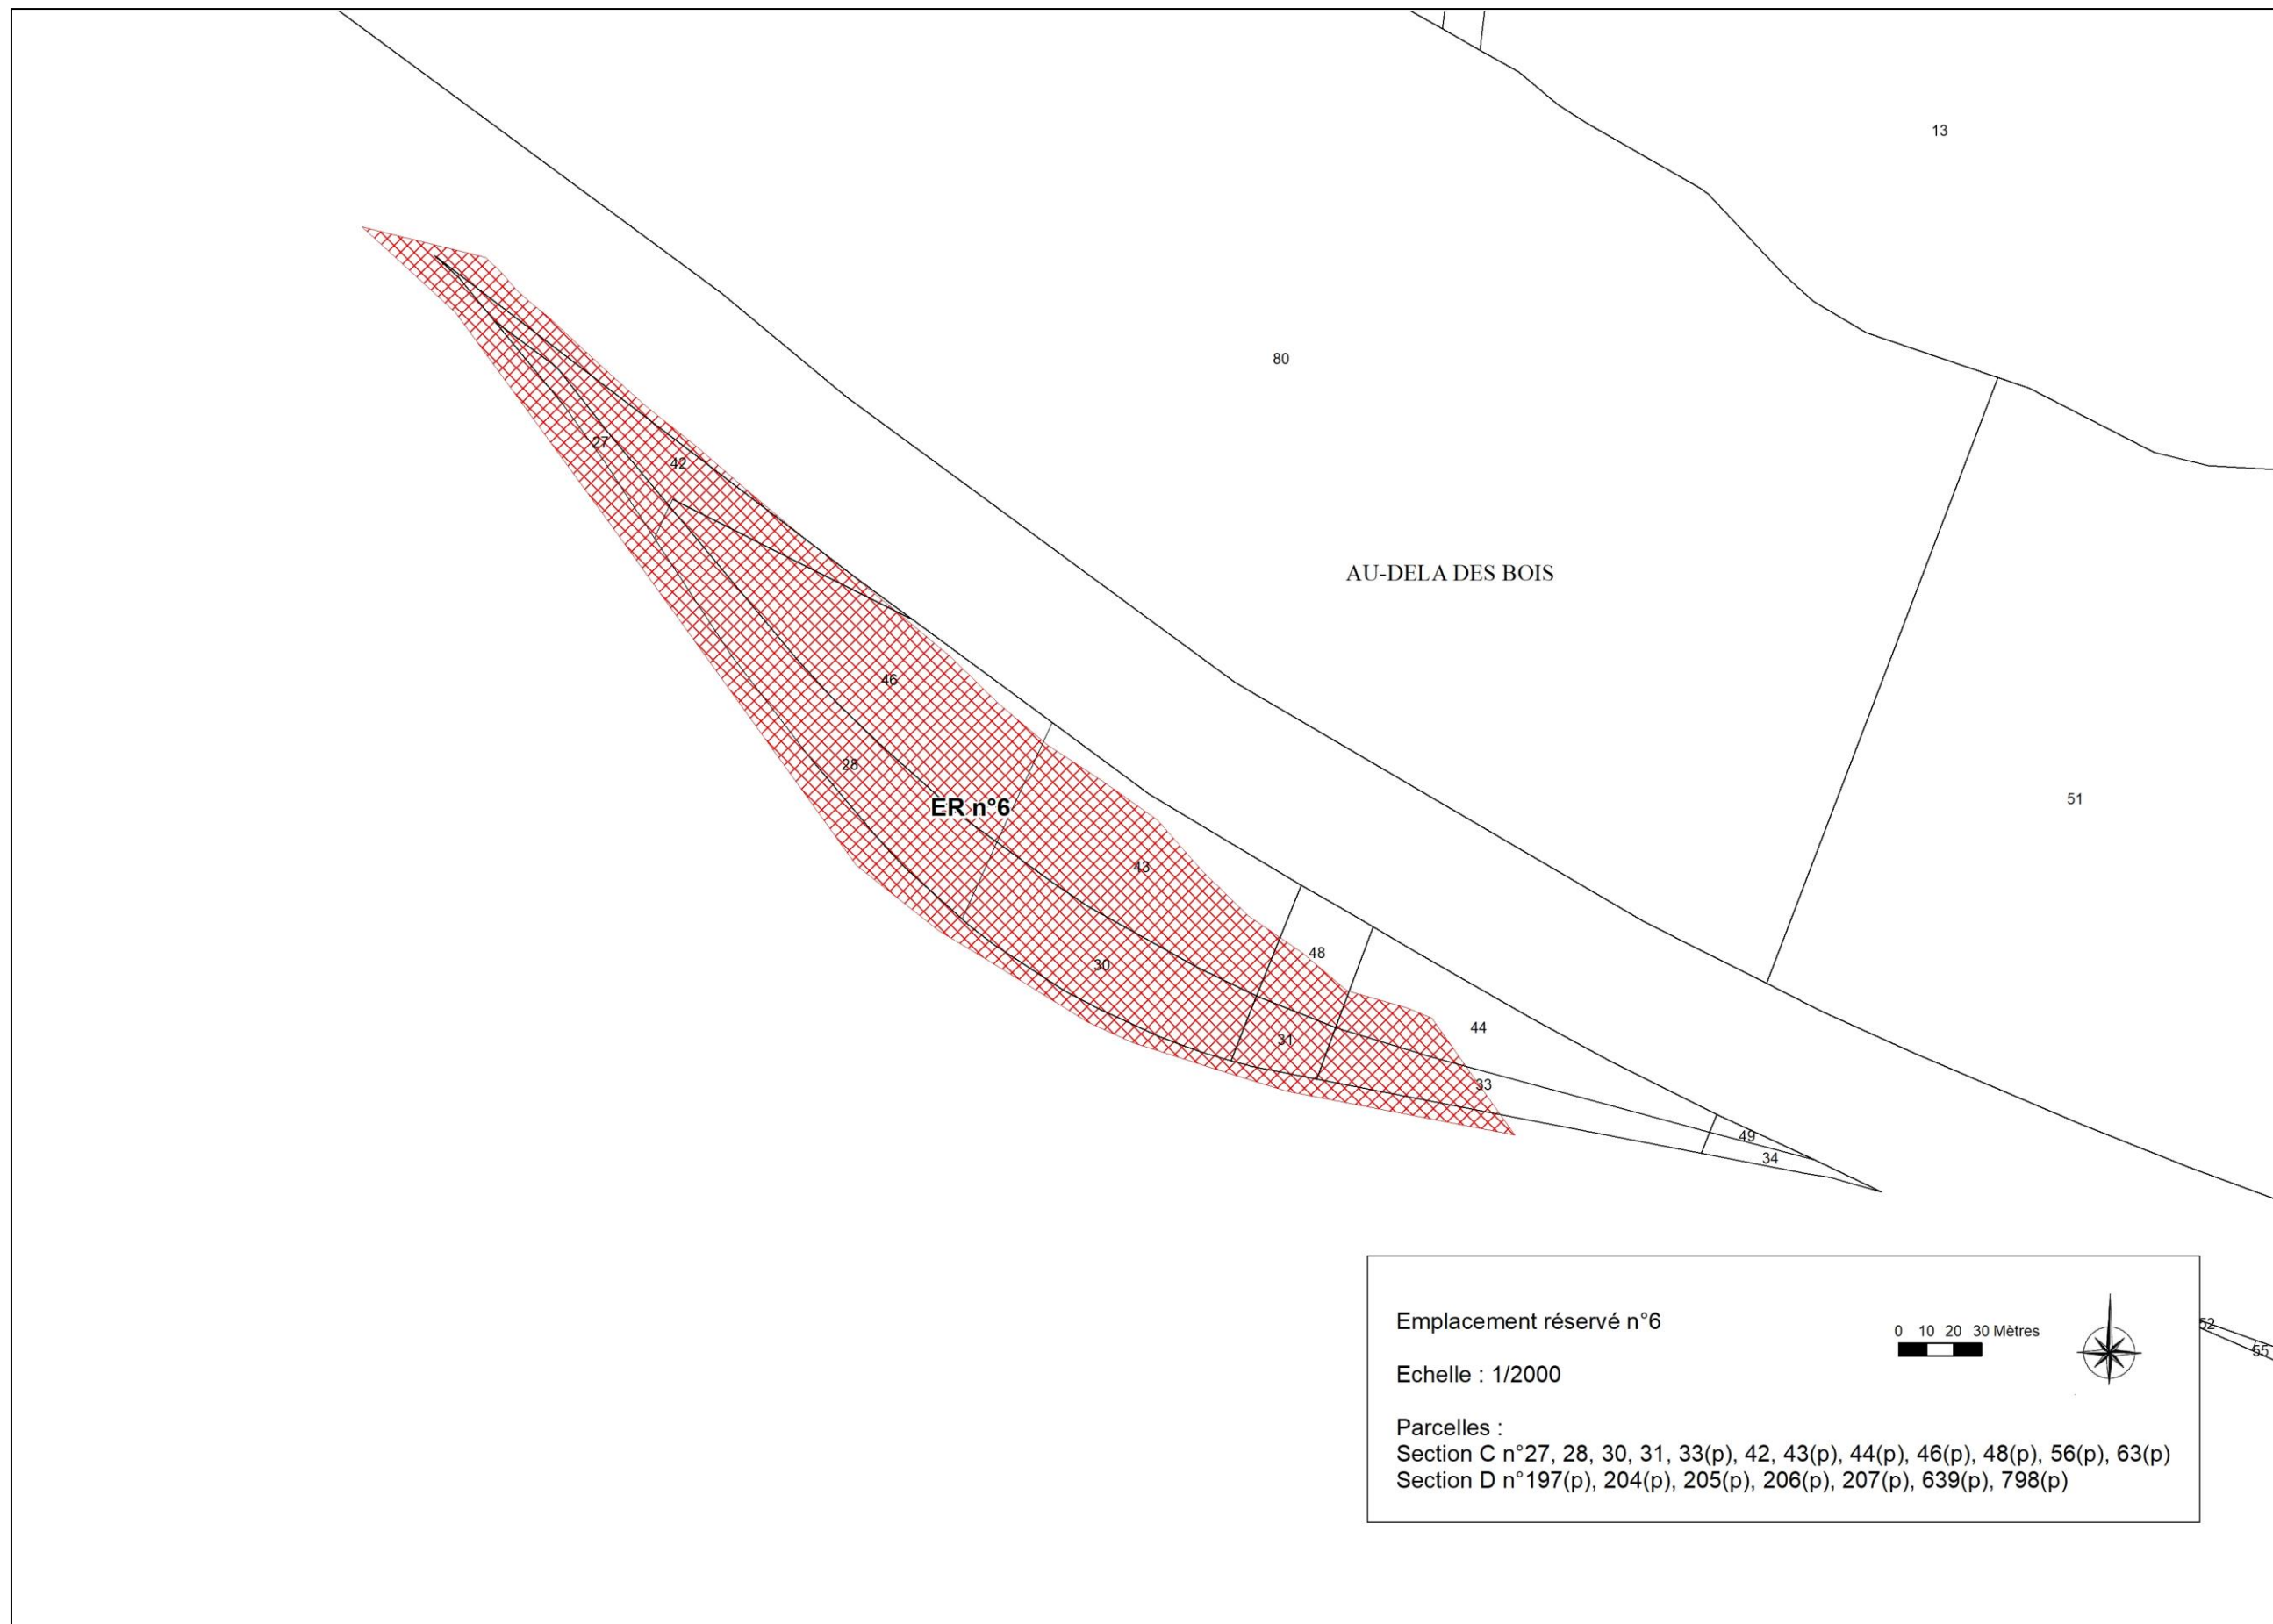 13
80
27
42
AU-DELA DES BOIS
46
28
51
ER n°6
43
48
30
44
31
33
49
34
Emplacement réservé n°6
0 10 20 30 Mètres
52
55
Echelle : 1/2000
Parcelles :
Section C n°27, 28, 30, 31, 33(p), 42, 43(p), 44(p), 46(p), 48(p), 56(p), 63(p)
Section D n°197(p), 204(p), 205(p), 206(p), 207(p), 639(p), 798(p)